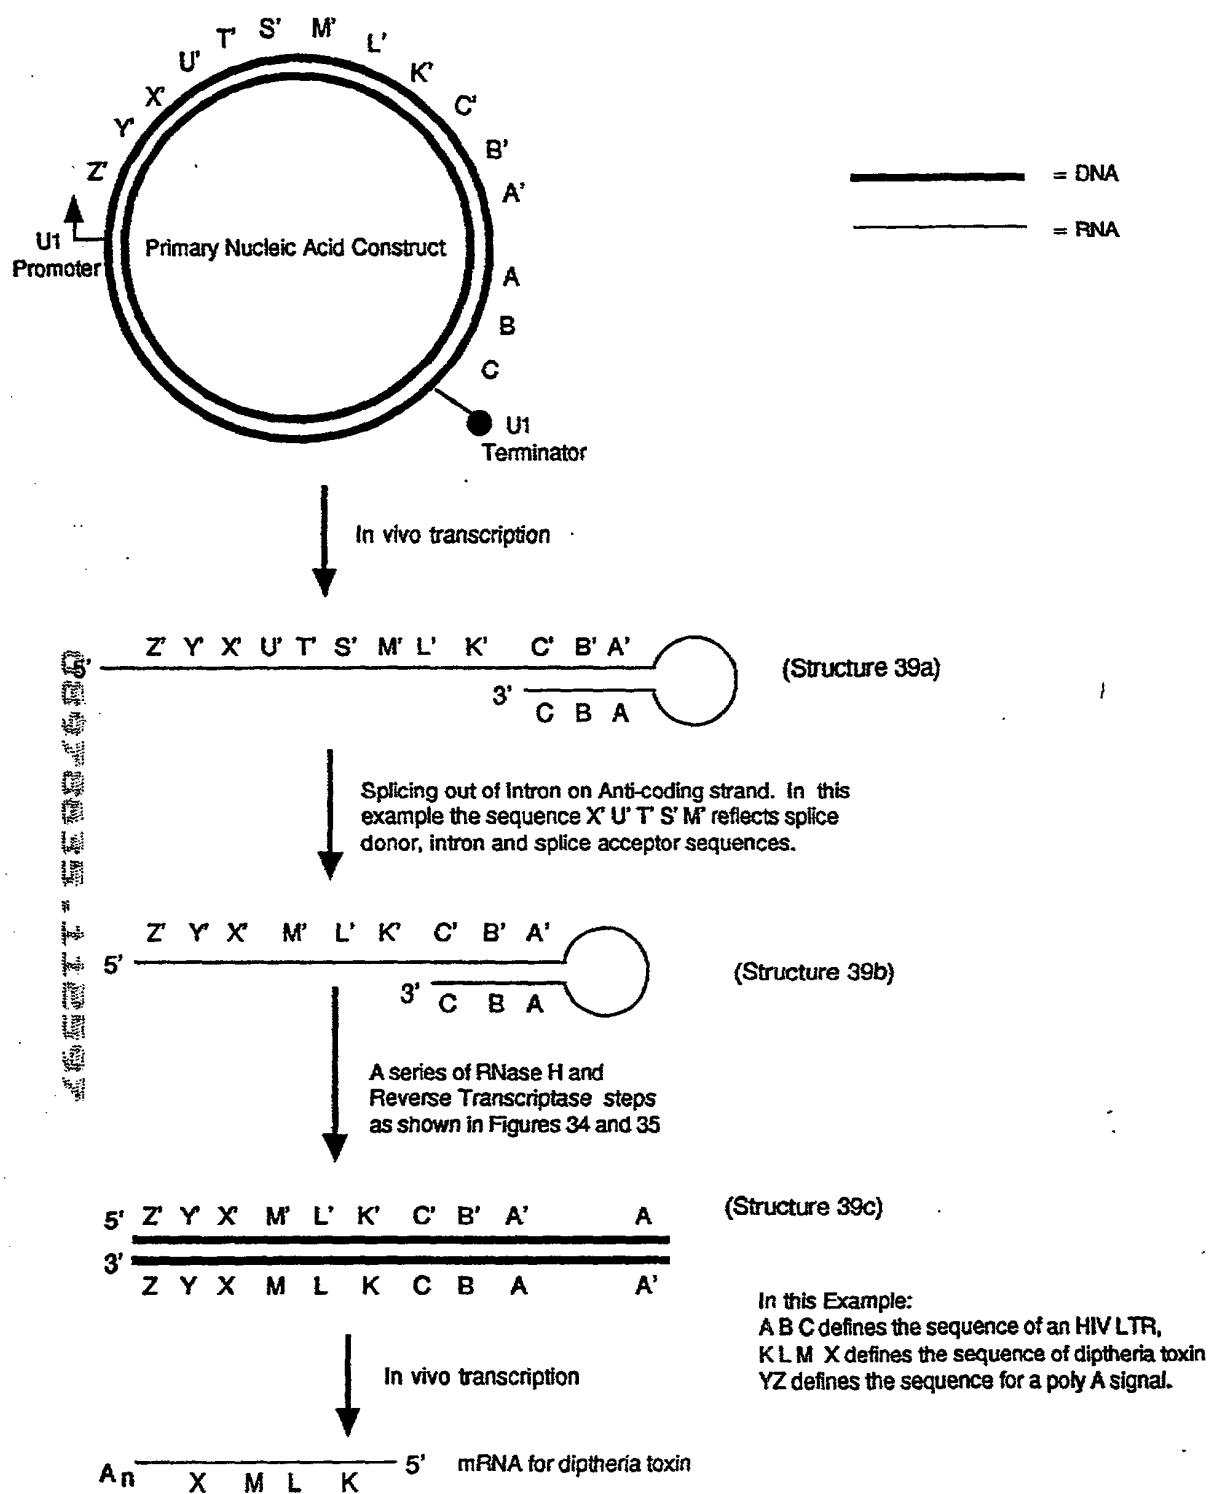 Z' Y' X' U' T' S' M' L' K' C' B' A'
A
B
C
U1
Promoter
Primary Nucleic Acid Construct
U1
Terminator
= DNA
= RNA
In vivo transcription
Z' Y' X' U' T' S' M' L' K' C' B' A'
5'
3'
C B A
(Structure 39a)
Splicing out of Intron on Anti-coding strand. In this
example the sequence X' U' T' S' M' reflects splice
donor, intron and splice acceptor sequences.
Z' Y' X' M' L' K' C' B' A'
5'
3'
C B A
(Structure 39b)
A series of RNase H and
Reverse Transcriptase steps
as shown in Figures 34 and 35
(Structure 39c)
5' Z' Y' X' M' L' K' C' B' A' A
3'
Z Y X M L K C B A A'
In this Example:
A B C defines the sequence of an HIV LTR,
K L M X defines the sequence of diptheria toxin
YZ defines the sequence for a poly A signal.
In vivo transcription
An X M L K 5'
mRNA for diptheria toxin